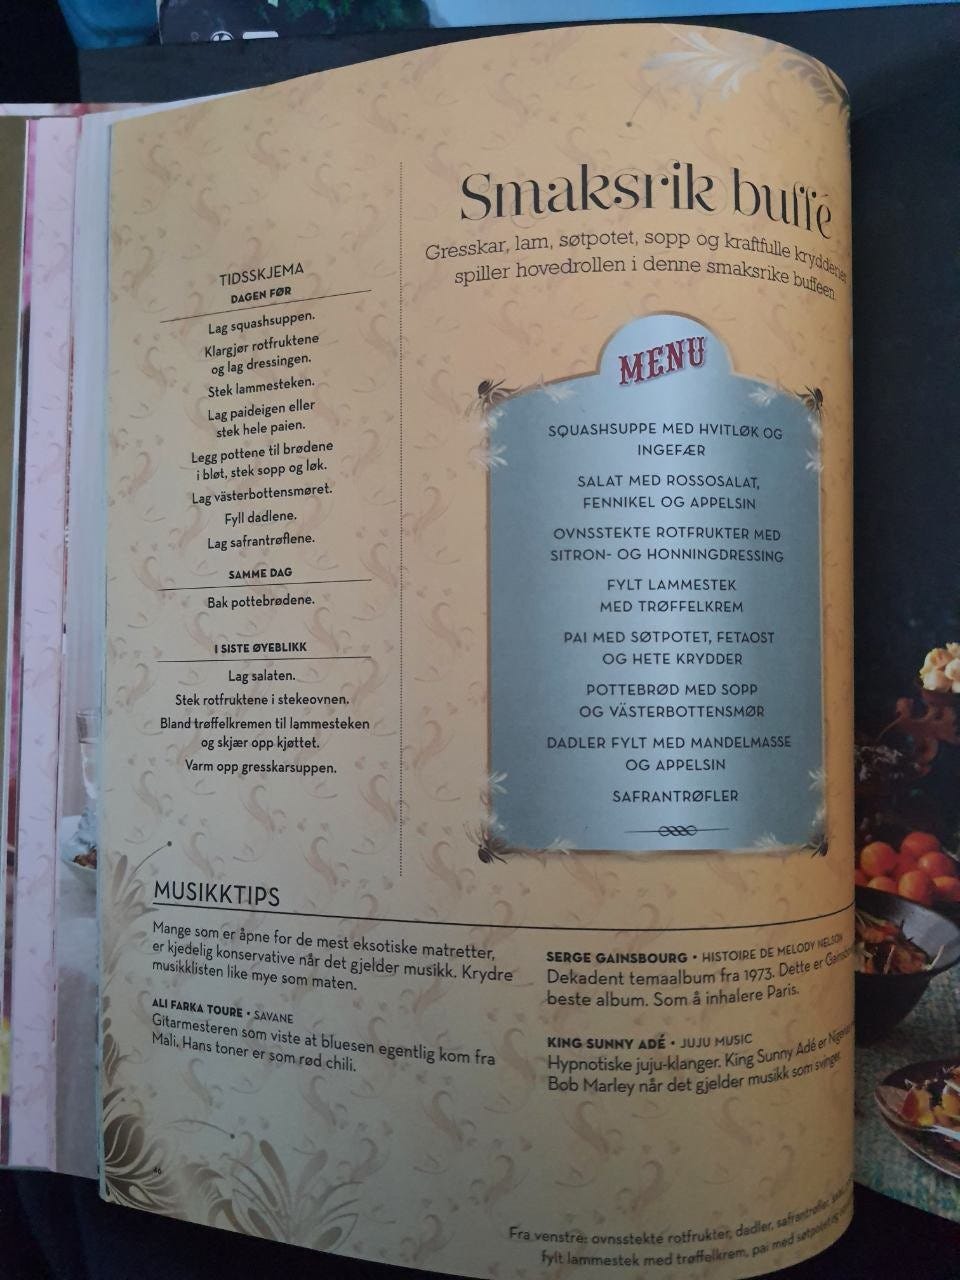 Smaksrik buffé
Gresskar, lam, søtpotet, sopp og kraftfulle krydderier
spiller hovedrollen i denne smaksrike buffeen
TIDSSKJEMA
DAGEN FØR
Lag squashsuppen.
Klargjør rotfruktene
og lag dressingen.
Stek lammesteken.
Lag paideigen eller
stek hele paien.
Legg pottene til brødene
i bløt, stek sopp og løk.
Lag västerbottensmøret.
Fyll dadlene.
Lag safrantrøflene.
SAMME DAG
Bak pottebrødene.
I SISTE ØYEBLIKK
Lag salaten.
Stek rotfruktene i stekeovnen.
Bland trøffelkremen til lammesteken
og skjær opp kjøttet.
Varm opp gresskarsuppen.
MENU
SQUASHSUPPE MED HVITLØK OG
INGEFÆR
SALAT MED ROSSOSALAT,
FENNIKEL OG APPELSIN
OVNSSTEKTE ROTFRUKTER MED
SITRON- OG HONNINGDRESSING
FYLT LAMMESTEK
MED TRØFFELKREM
PAI MED SØTPOTET, FETAOST
OG HETE KRYDDER
POTTEBRØD MED SOPP
OG VÄSTERBOTTENSMØR
DADLER FYLT MED MANDELMASSE
OG APPELSIN
SAFRANTRØFLER
MUSIKKTIPS
Mange som er åpne for de mest eksotiske matretter,
er kjedelig konservative når det gjelder musikk. Krydre
musikklisten like mye som maten.
ALI FARKA TOURE • SAVANE
Gitarmesteren som viste at bluesen egentlig kom fra
Mali. Hans toner er som rød chili.
SERGE GAINSBOURG • HISTOIRE DE MELODY NELSON
Dekadent temaalbum fra 1973. Dette er
beste album. Som å inhalere Paris.
KING SUNNY ADÉ • JUJU MUSIC
Hypnotiske juju-klanger. King Sunny Adé er
Bob Marley når det gjelder musikk som svinger.
46
Fra venstre: ovnsstekte rotfrukter, dadler, safrantrøfler,
fylt lammestek med trøffelkrem, pai med søtpotet